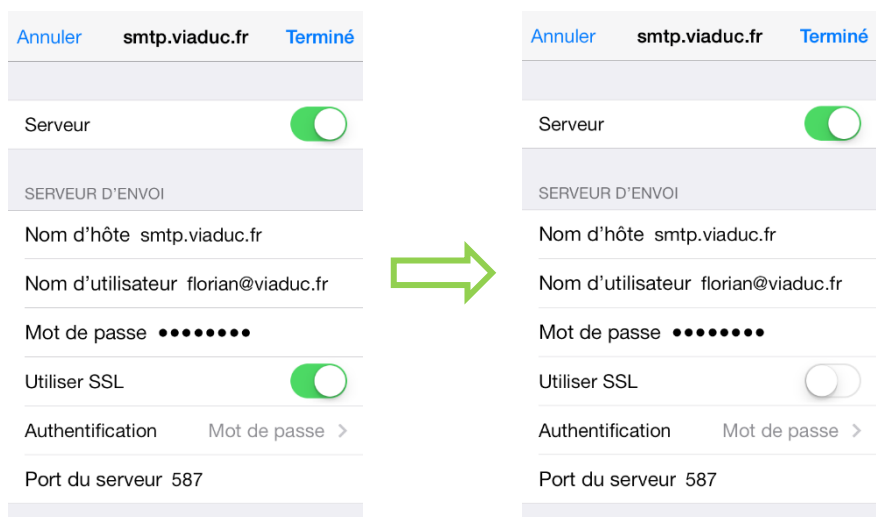 Annuler smtp.viaduc.fr Terminé
Serveur
SERVEUR D'ENVOI
Nom d'hôte smtp.viaduc.fr
Nom d'utilisateur florian@viaduc.fr
Mot de passe ●●●●●●●●
Utiliser SSL
Authentification Mot de passe >
Port du serveur 587
Annuler smtp.viaduc.fr Terminé
Serveur
SERVEUR D'ENVOI
Nom d'hôte smtp.viaduc.fr
Nom d'utilisateur florian@viaduc.fr
Mot de passe ●●●●●●●●
Utiliser SSL
Authentification Mot de passe >
Port du serveur 587